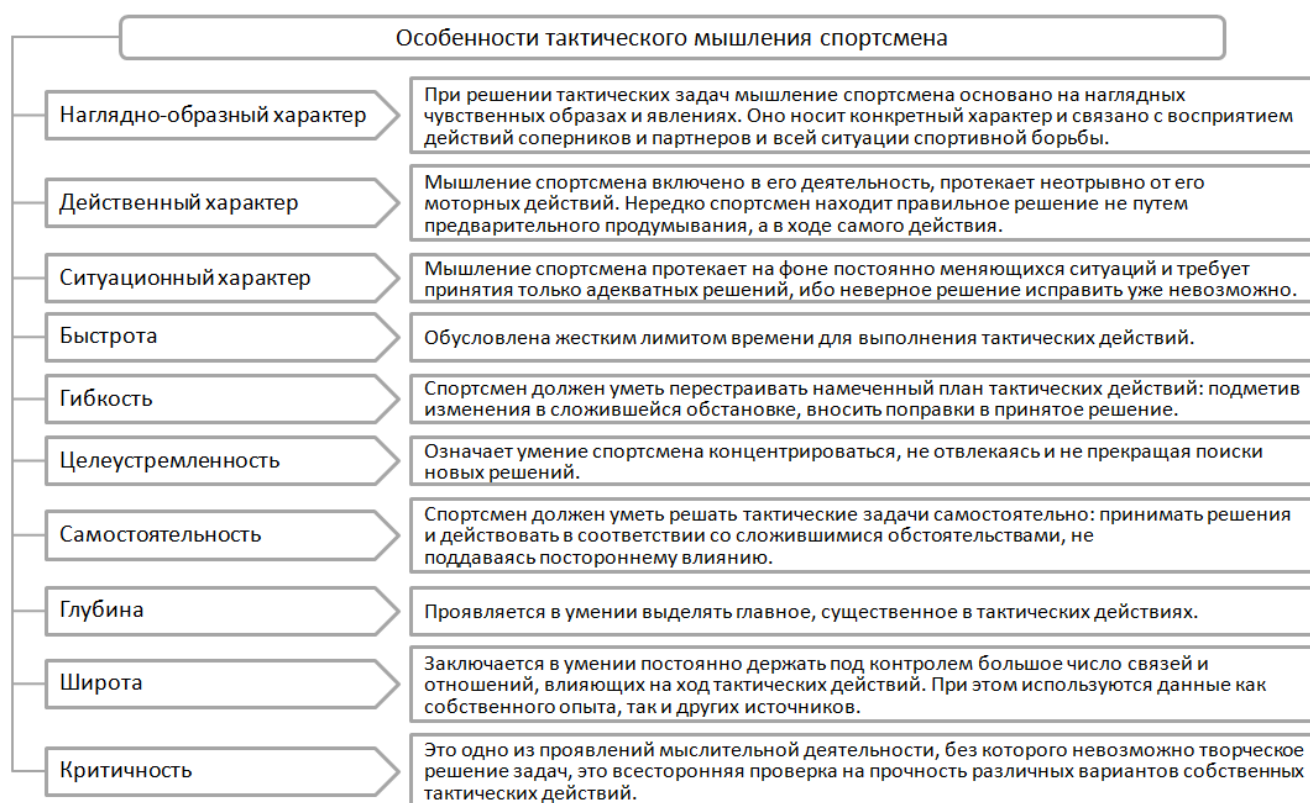 Особенности тактического мышления спортсмена
Наглядно-образный характер
При решении тактических задач мышление спортсмена основано на наглядных
чувственных образах и явлениях. Оно носит конкретный характер и связано с восприятием
действий соперников и партнеров и всей ситуации спортивной борьбы.
Действенный характер
Мышление спортсмена включено в его деятельность, протекает неотрывно от его
моторных действий. Нередко спортсмен находит правильное решение не путем
предварительного продумывания, а в ходе самого действия.
Ситуационный характер
Мышление спортсмена протекает на фоне постоянно меняющихся ситуаций и требует
принятия только адекватных решений, ибо неверное решение исправить уже невозможно.
Быстрота
Обусловлена жестким лимитом времени для выполнения тактических действий.
Гибкость
Спортсмен должен уметь перестраивать намеченный план тактических действий: подметив
изменения в сложившейся обстановке, вносить поправки в принятое решение.
Целеустремленность
Означает умение спортсмена концентрироваться, не отвлекаясь и не прекращая поиски
новых решений.
Самостоятельность
Спортсмен должен уметь решать тактические задачи самостоятельно: принимать решения
и действовать в соответствии со сложившимися обстоятельствами, не
поддаваясь постороннему влиянию.
Глубина
Проявляется в умении выделять главное, существенное в тактических действиях.
Широта
Заключается в умении постоянно держать под контролем большое число связей и
отношений, влияющих на ход тактических действий. При этом используются данные как
собственного опыта, так и других источников.
Критичность
Это одно из проявлений мыслительной деятельности, без которого невозможно творческое
решение задач, это всесторонняя проверка на прочность различных вариантов собственных
тактических действий.